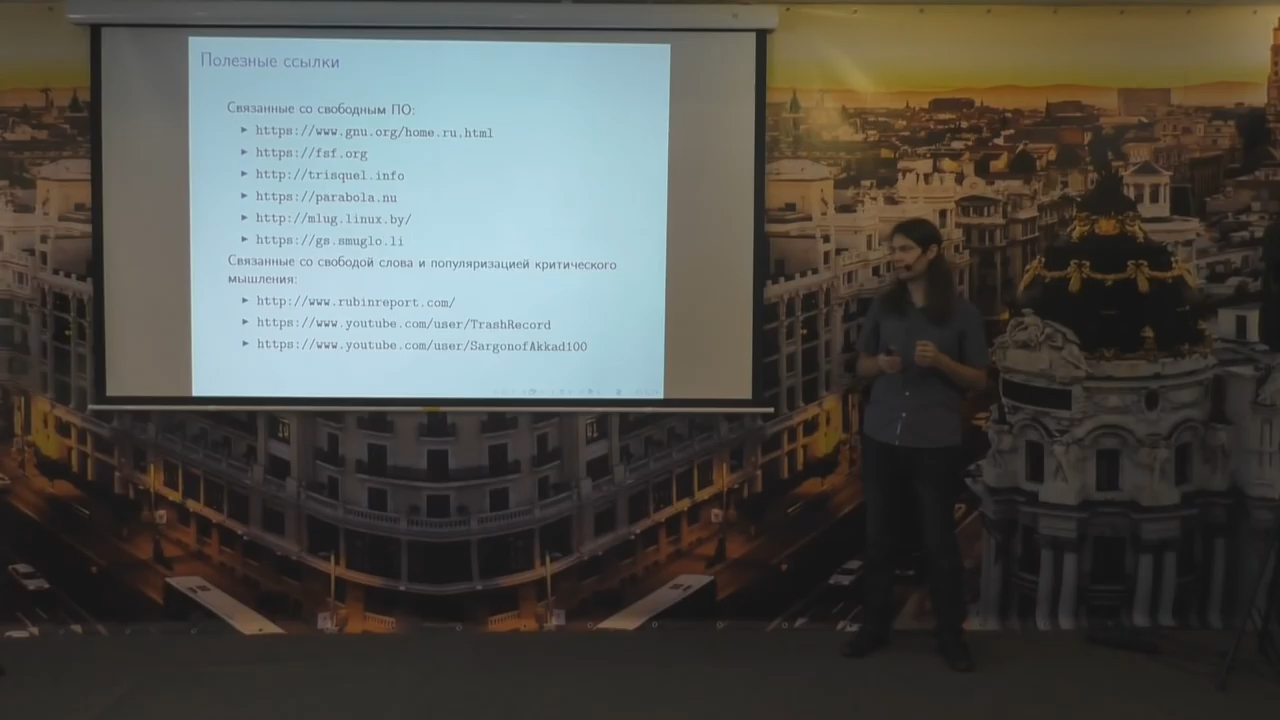 Полезные ссылки
Связанные со свободным ПО:
https://www.gnu.org/home.ru.html
https://fsf.org
http://trisquel.info
https://parabola.nu
http://mlug.linux.by/
https://gs.smuglo.li
Связанные со свободой слова и популяризацией критического
мышления:
http://www.rubinreport.com/
https://www.youtube.com/user/TrashRecord
https://www.youtube.com/user/SargonofAkkad100